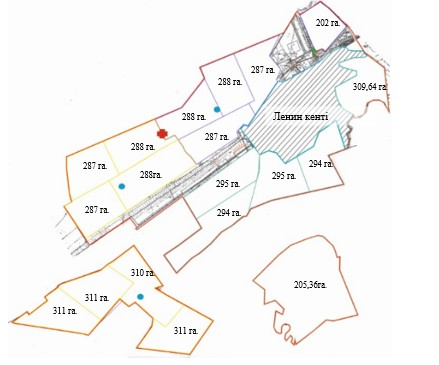 202 га.
287 га.
288 га.
309,64 га
288 га.
Ленин кенті
287 га.
288 га.
287 га.
288га.
294 га.
295 га.
295 га.
287 га.
294 га.
310 га.
205,36га.
311 га.
311 га.
311 га.